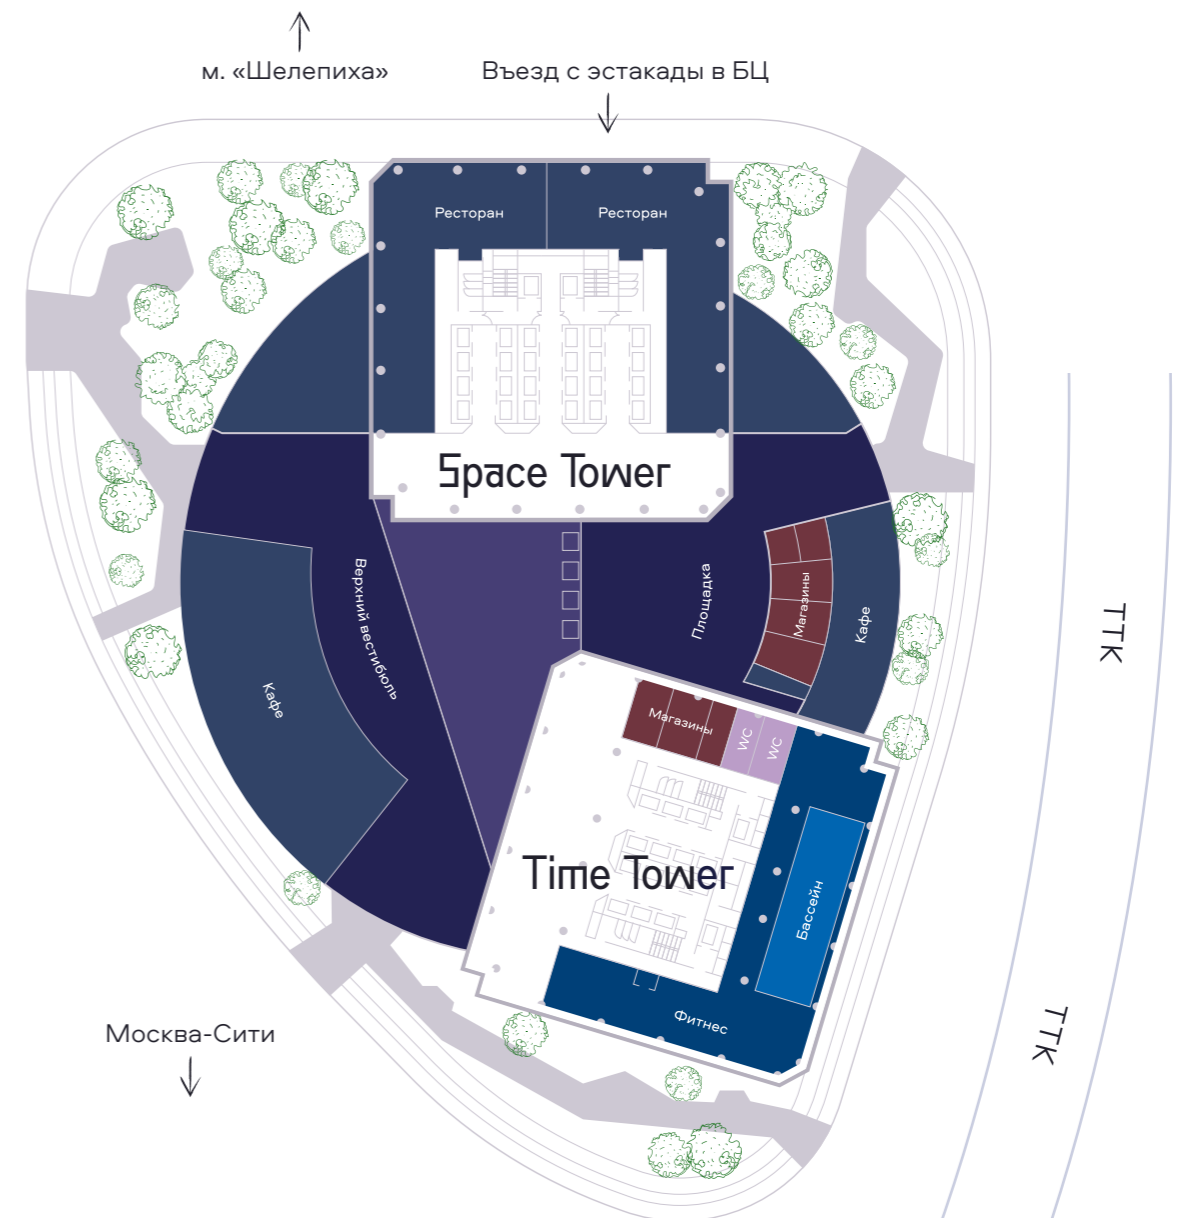 м. «Шелепиха»
Въезд с эстакады в БЦ
Ресторан
Ресторан
Space Tower
Верхний вестибюль
Площадка
Магазины
Кафе
Кафе
ТТК
Магазины
WC
WC
Time Tower
Бассейн
Фитнес
Москва-Сити
ТТК